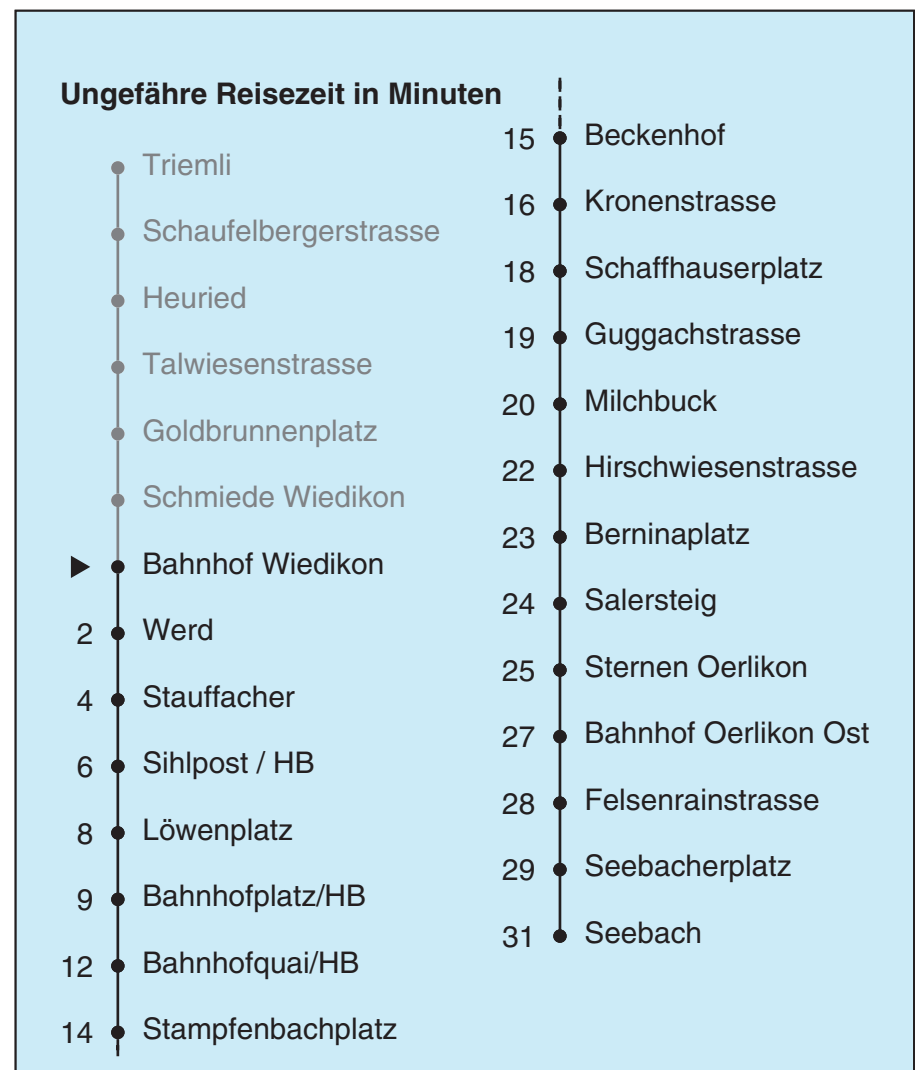 Ungefähre Reisezeit in Minuten
Triemli
Schaufelbergerstrasse
Heuried
Talwiesenstrasse
Goldbrunnenplatz
Schmiede Wiedikon
Bahnhof Wiedikon
2 Werd
4 Stauffacher
6 Sihlpost / HB
8 Löwenplatz
9 Bahnhofplatz/HB
12 Bahnhofquai/HB
14 Stampfenbachplatz
15 Beckenhof
16 Kronenstrasse
18 Schaffhauserplatz
19 Guggachstrasse
20 Milchbuck
22 Hirschwiesenstrasse
23 Berninaplatz
24 Salersteig
25 Sternen Oerlikon
27 Bahnhof Oerlikon Ost
28 Felsenrainstrasse
29 Seebacherplatz
31 Seebach